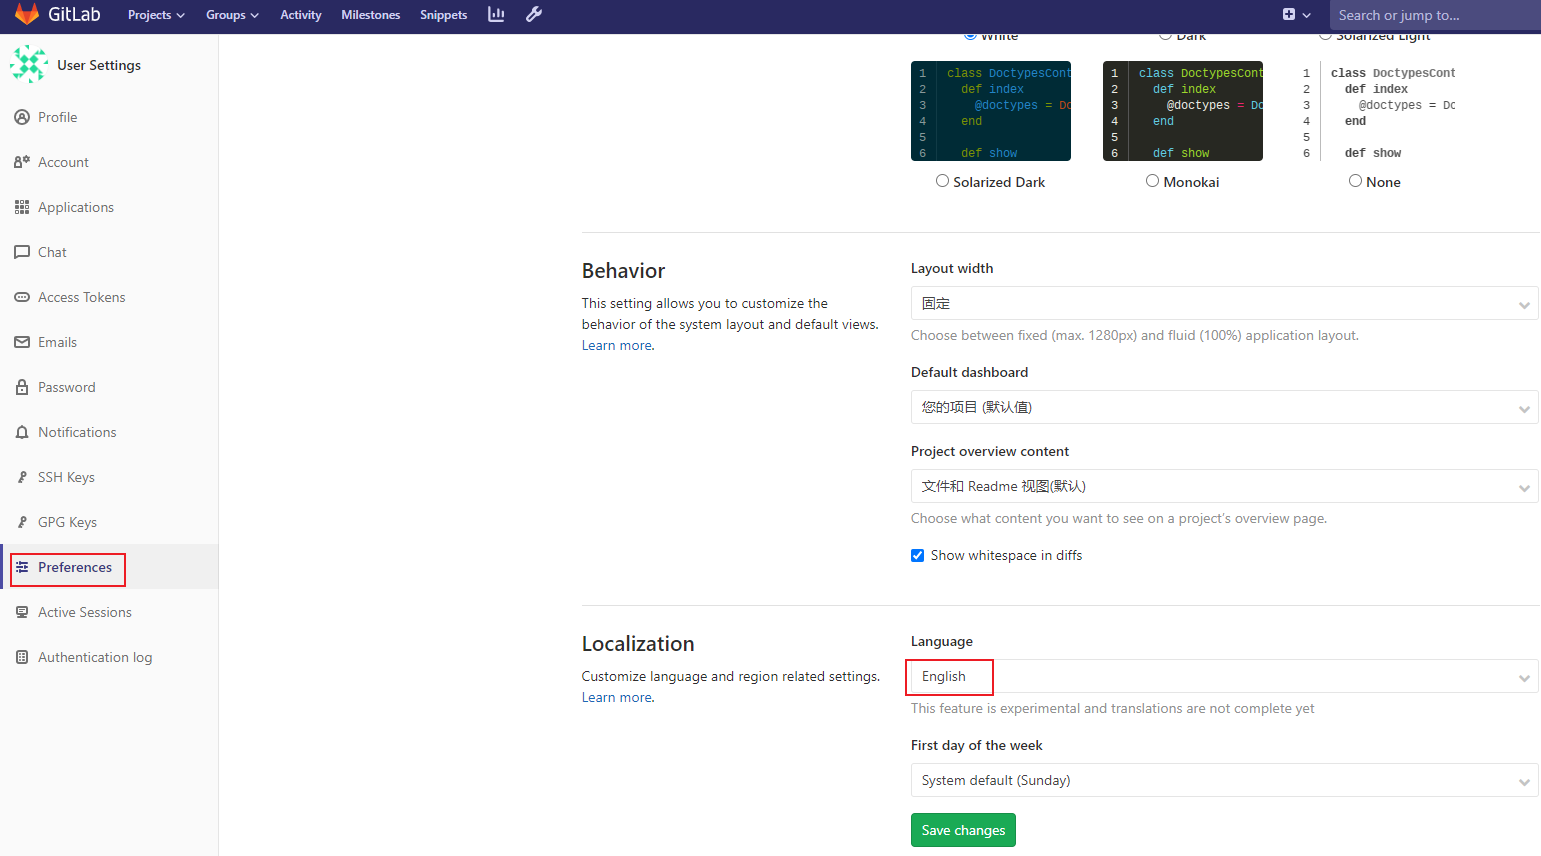 GitLab Projects Groups Activity Milestones Snippets Search or jump to...
User Settings
Profile
Account
Applications
Chat
Access Tokens
Emails
Password
Notifications
SSH Keys
GPG Keys
Preferences
Active Sessions
Authentication log
White Dark Solarized Light
1 class DoctypesCont
2 def index
3 @doctypes = Do
4 end
5
6 def show
Solarized Dark
1 class DoctypesCont
2 def index
3 @doctypes = Do
4 end
5
6 def show
Monokai
1 class DoctypesCont
2 def index
3 @doctypes = Do
4 end
5
6 def show
None
Behavior
This setting allows you to customize the
behavior of the system layout and default views.
Learn more.
Layout width
固定
Choose between fixed (max. 1280px) and fluid (100%) application layout.
Default dashboard
您的项目 (默认值)
Project overview content
文件和 Readme 视图(默认)
Choose what content you want to see on a project's overview page.
Show whitespace in diffs
Localization
Customize language and region related settings.
Learn more.
Language
English
This feature is experimental and translations are not complete yet
First day of the week
System default (Sunday)
Save changes